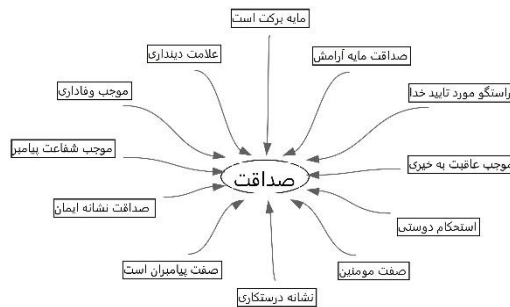 مایه برکت است
صداقت مایه آرامش
علامت دینداری
راستگو مورد تایید خدا
موجب وفاداری
موجب شفاعت پیامبر
موجب عاقبت به خیری
صداقت
صداقت نشانه ایمان
استحکام دوستی
صفت پیامبران است
صفت مومنین
نشانه درستکاری